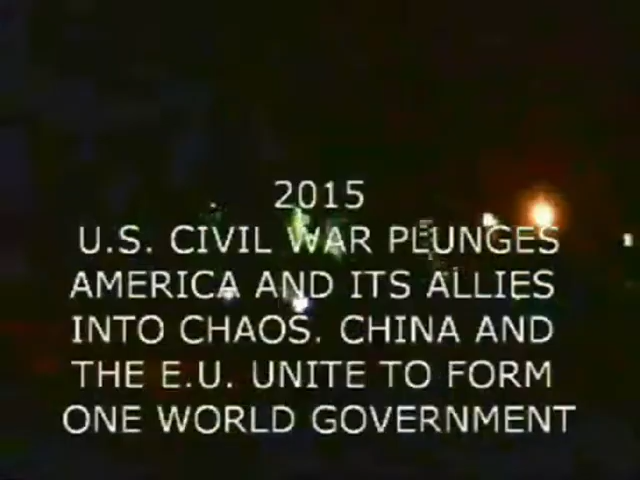 2015
U.S. CIVIL WAR PLUNGES
AMERICA AND ITS ALLIES
INTO CHAOS. CHINA AND
THE E.U. UNITE TO FORM
ONE WORLD GOVERNMENT